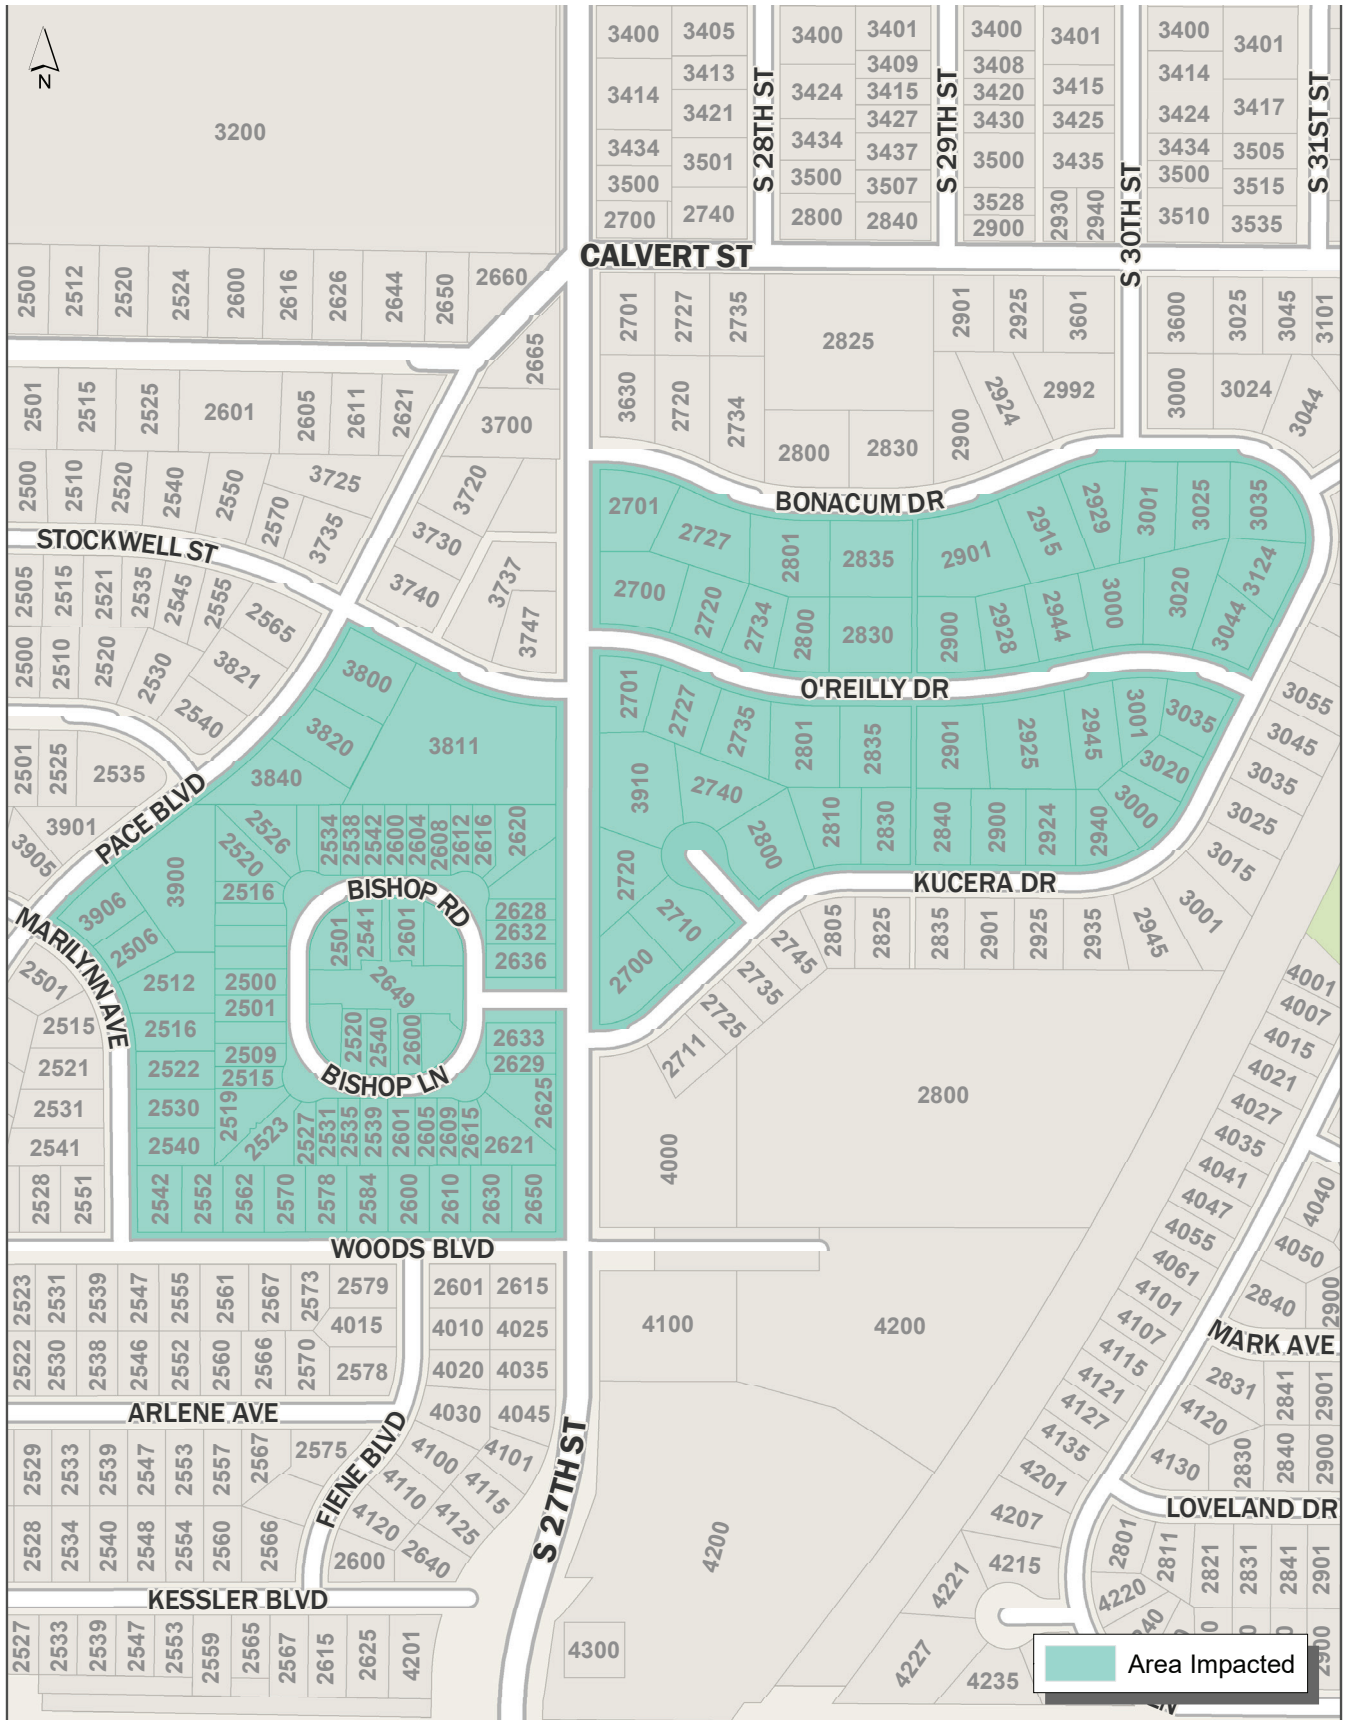 N
3200
3400 3405
3414 3413
3421
3434 3501
3500
2700 2740
S 28TH ST
3400 3401
3424 3409
3415
3434 3427
3437
3500 3507
2800 2840
S 29TH ST
3400 3401
3408
3420 3415
3430 3425
3500 3435
3528
2900 2930 2940
S 30TH ST
3400 3401
3414
3424 3417
3434 3505
3500 3515
3510 3535
S 31ST ST
CALVERT ST
2500 2512 2520 2524 2600 2616 2626 2644 2650 2660
2665
2701 2727 2735 2825 2901 2925 3601 3600 3025 3045 3101
2501 2515 2525 2601 2605 2611 2621 3700
3630 2720 2734 2800 2830 2900 2924 2992 3000 3024 3044
2500 2510 2520 2540 2550 2570 3725 3735 3720 3730 3740 3737 3747
STOCKWELL ST
BONACUM DR
2701 2727 2801 2835 2901 2915 2929 3001 3025 3035 3124
2700 2720 2734 2800 2830 2900 2928 2944 3000 3020 3044
2505 2515 2521 2535 2545 2555 2565
2500 2510 2520 2530 2540 3821
O'REILLY DR
3800 3820 3840 3811
2701 2727 2735 2801 2835 2901 2925 2945 3001 3035 3020 3000
3910 2740 2800 2810 2830 2840 2900 2924 2940
2720 2710 2700
KUCERA DR
3055
3045
3035
3025
3015
3001
2945 2935 2925 2901 2835 2825 2805 2745 2735 2725 2711
2501 2525 2535
PACE BLVD
3901 3905
3900 3906 2506
MARILYNN AVE
2526 2520 2516
2534 2538 2542 2600 2604 2608 2612 2616 2620
BISHOP RD
2501 2541 2601
2628
2632
2636
2649
2512
2516
2522
2530
2540
2500
2501
2509
2515
2519 2523
2520 2540 2600
2633
2629
2625
BISHOP LN
2527 2531 2535 2539 2601 2605 2609 2615 2621
2501
2515
2521
2531
2541
2528 2551
2542 2552 2562 2570 2578 2584 2600 2610 2630 2650
WOODS BLVD
2800
4000
4001
4007
4015
4021
4027
4035
4041
4047
4055
4061
4101
4107
4115
4121
4127
4135
4201
4207
4215
4221
4227
4235
4040
4050
2840 2900
MARK AVE
2523 2531 2539 2547 2555 2561 2567 2573 2579
4015
2522 2530 2538 2546 2552 2560 2566 2570 2578
2601 2615
4010 4025
4020 4035
4030 4045
4100 4101
4110 4115
4120 4125
2600 2640
4100 4200
ARLENE AVE
FIENE BLVD
S 27TH ST
2529 2533 2539 2547 2553 2557 2567 2575
2528 2534 2540 2548 2554 2560 2566
KESSLER BLVD
2527 2533 2539 2547 2553 2559 2565 2567 2615 2625 4201
4200
4300
2831 2841 2901
4120
4130 2830 2840 2900
LOVELAND DR
2801 2811 2821 2831 2841 2901
4220
2900
Area Impacted